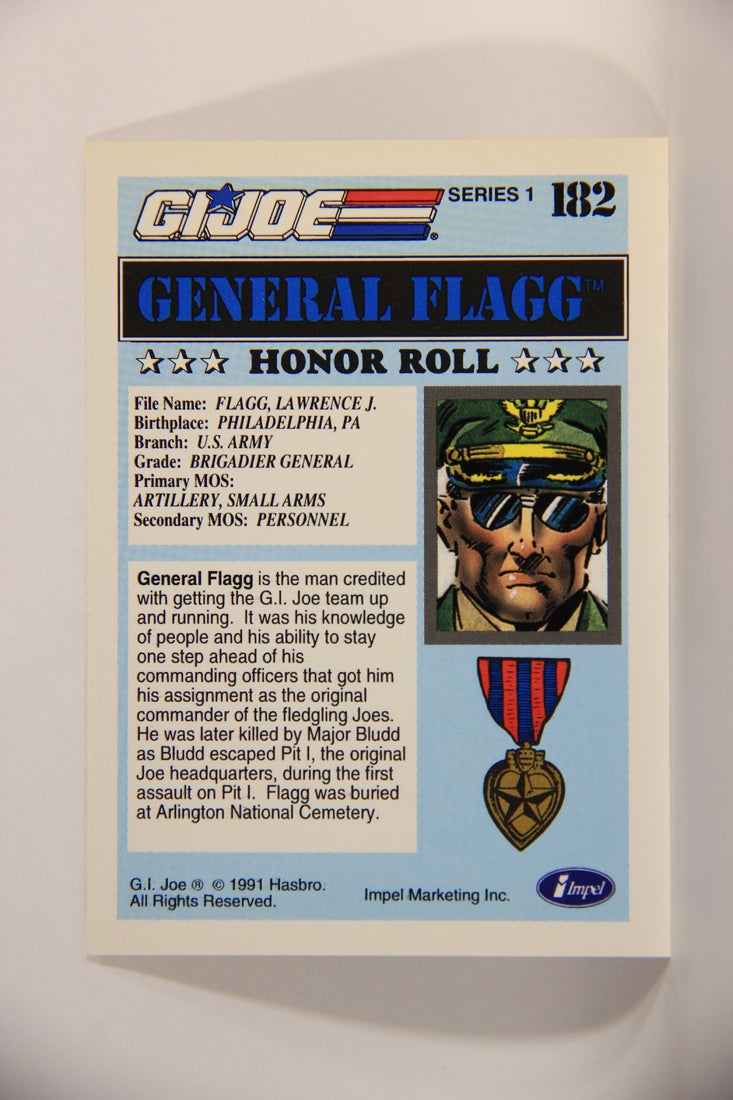 G.I. JOE ® SERIES 1 182
GENERAL FLAGG™
HONOR ROLL
File Name: FLAGG, LAWRENCE J.
Birthplace: PHILADELPHIA, PA
Branch: U.S. ARMY
Grade: BRIGADIER GENERAL
Primary MOS:
ARTILLERY, SMALL ARMS
Secondary MOS: PERSONNEL
General Flagg is the man credited
with getting the G.I. Joe team up
and running. It was his knowledge
of people and his ability to stay
one step ahead of his
commanding officers that got him
his assignment as the original
commander of the fledgling Joes.
He was later killed by Major Bludd
as Bludd escaped Pit I, the original
Joe headquarters, during the first
assault on Pit I. Flagg was buried
at Arlington National Cemetery.
G.I. Joe ® © 1991 Hasbro.
All Rights Reserved.
Impel Marketing Inc.
Impel